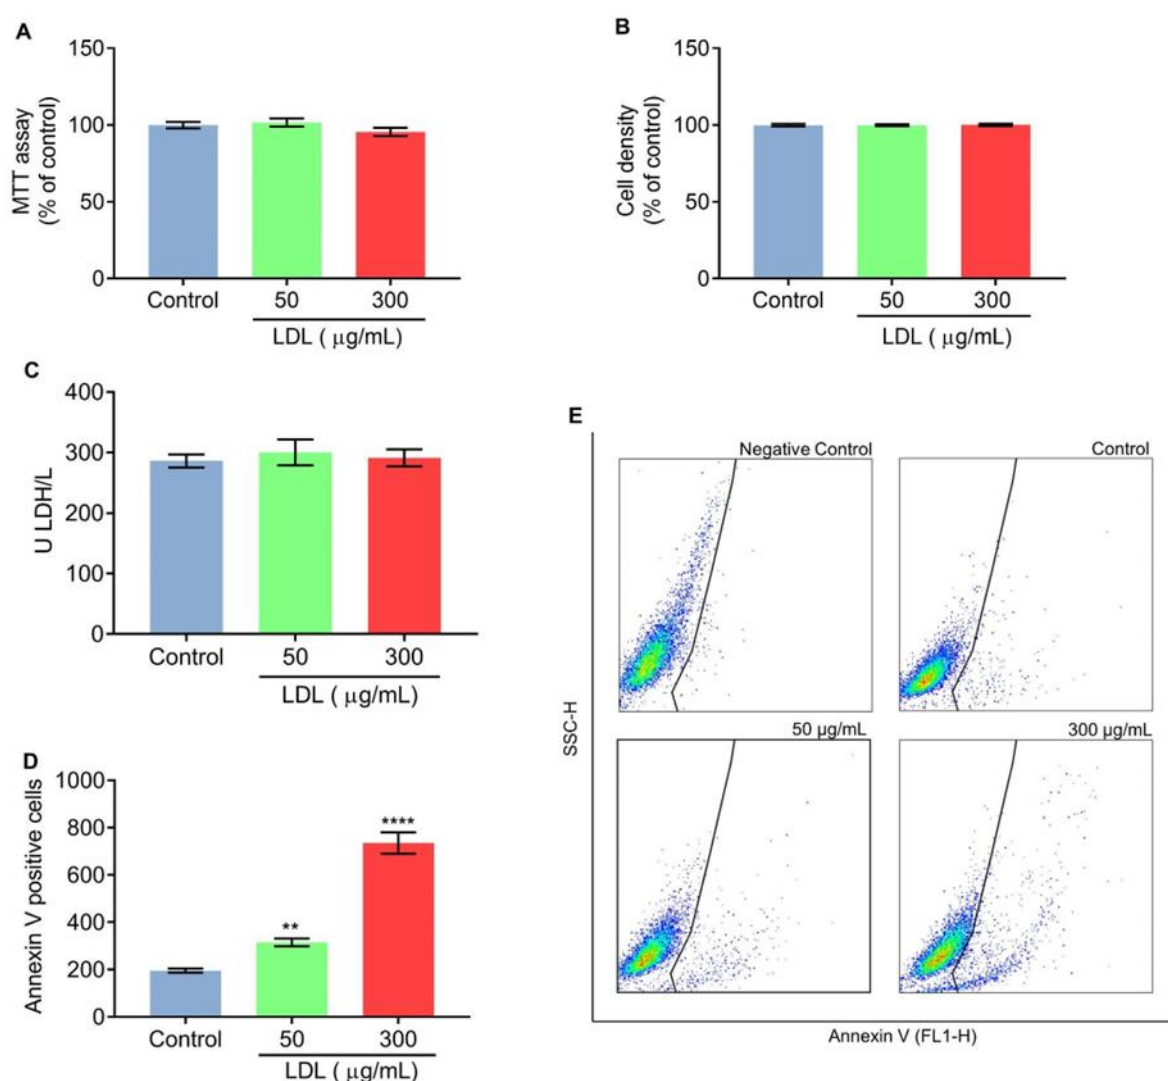 A
150
100
50
0
MTT assay
(% of control)
Control
50
300
LDL ( μg/mL)
B
150
100
50
0
Cell density
(% of control)
Control
50
300
LDL ( μg/mL)
C
400
300
200
100
0
U LDH/L
Control
50
300
LDL ( μg/mL)
D
1000
800
600
400
200
0
Annexin V positive cells
**
****
Control
50
300
LDL ( μg/mL)
E
Negative Control
Control
50 μg/mL
300 μg/mL
SSC-H
Annexin V (FL1-H)